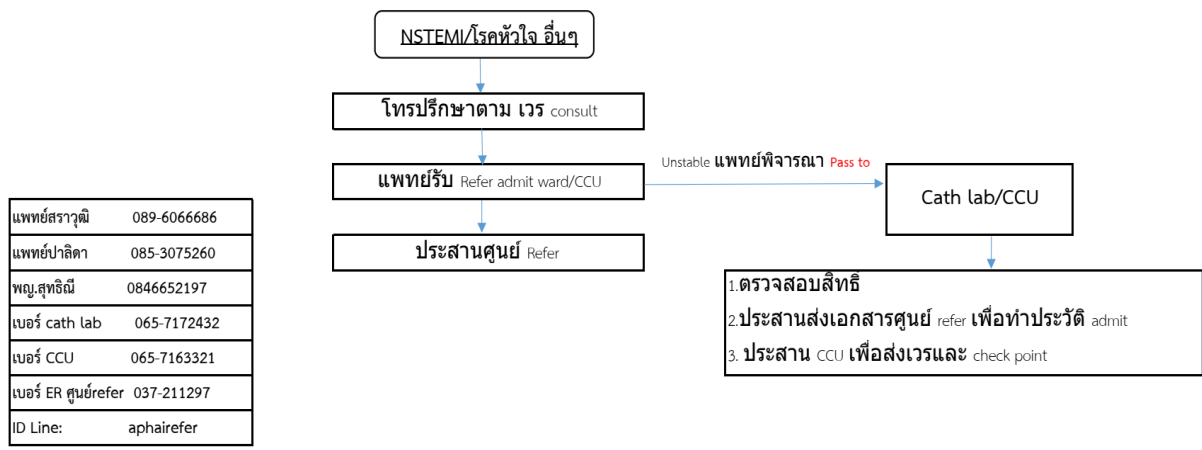 NSTEMI/โรคหัวใจ อื่นๆ
โทรปรึกษาตาม เวร consult
แพทย์รับ Refer admit ward/CCU
ประสานศูนย์ Refer
Unstable แพทย์พิจารณา Pass to
Cath lab/CCU
1.ตรวจสอบสิทธิ
2.ประสานส่งเอกสารศูนย์ refer เพื่อทำประวัติ admit
3. ประสาน CCU เพื่อส่งเวรและ check point
แพทย์สราวุฒิ 089-6066686
แพทย์ปาลิดา 085-3075260
พญ.สุทธิณี 0846652197
เบอร์ cath lab 065-7172432
เบอร์ CCU 065-7163321
เบอร์ ER ศูนย์refer 037-211297
ID Line: aphairefer